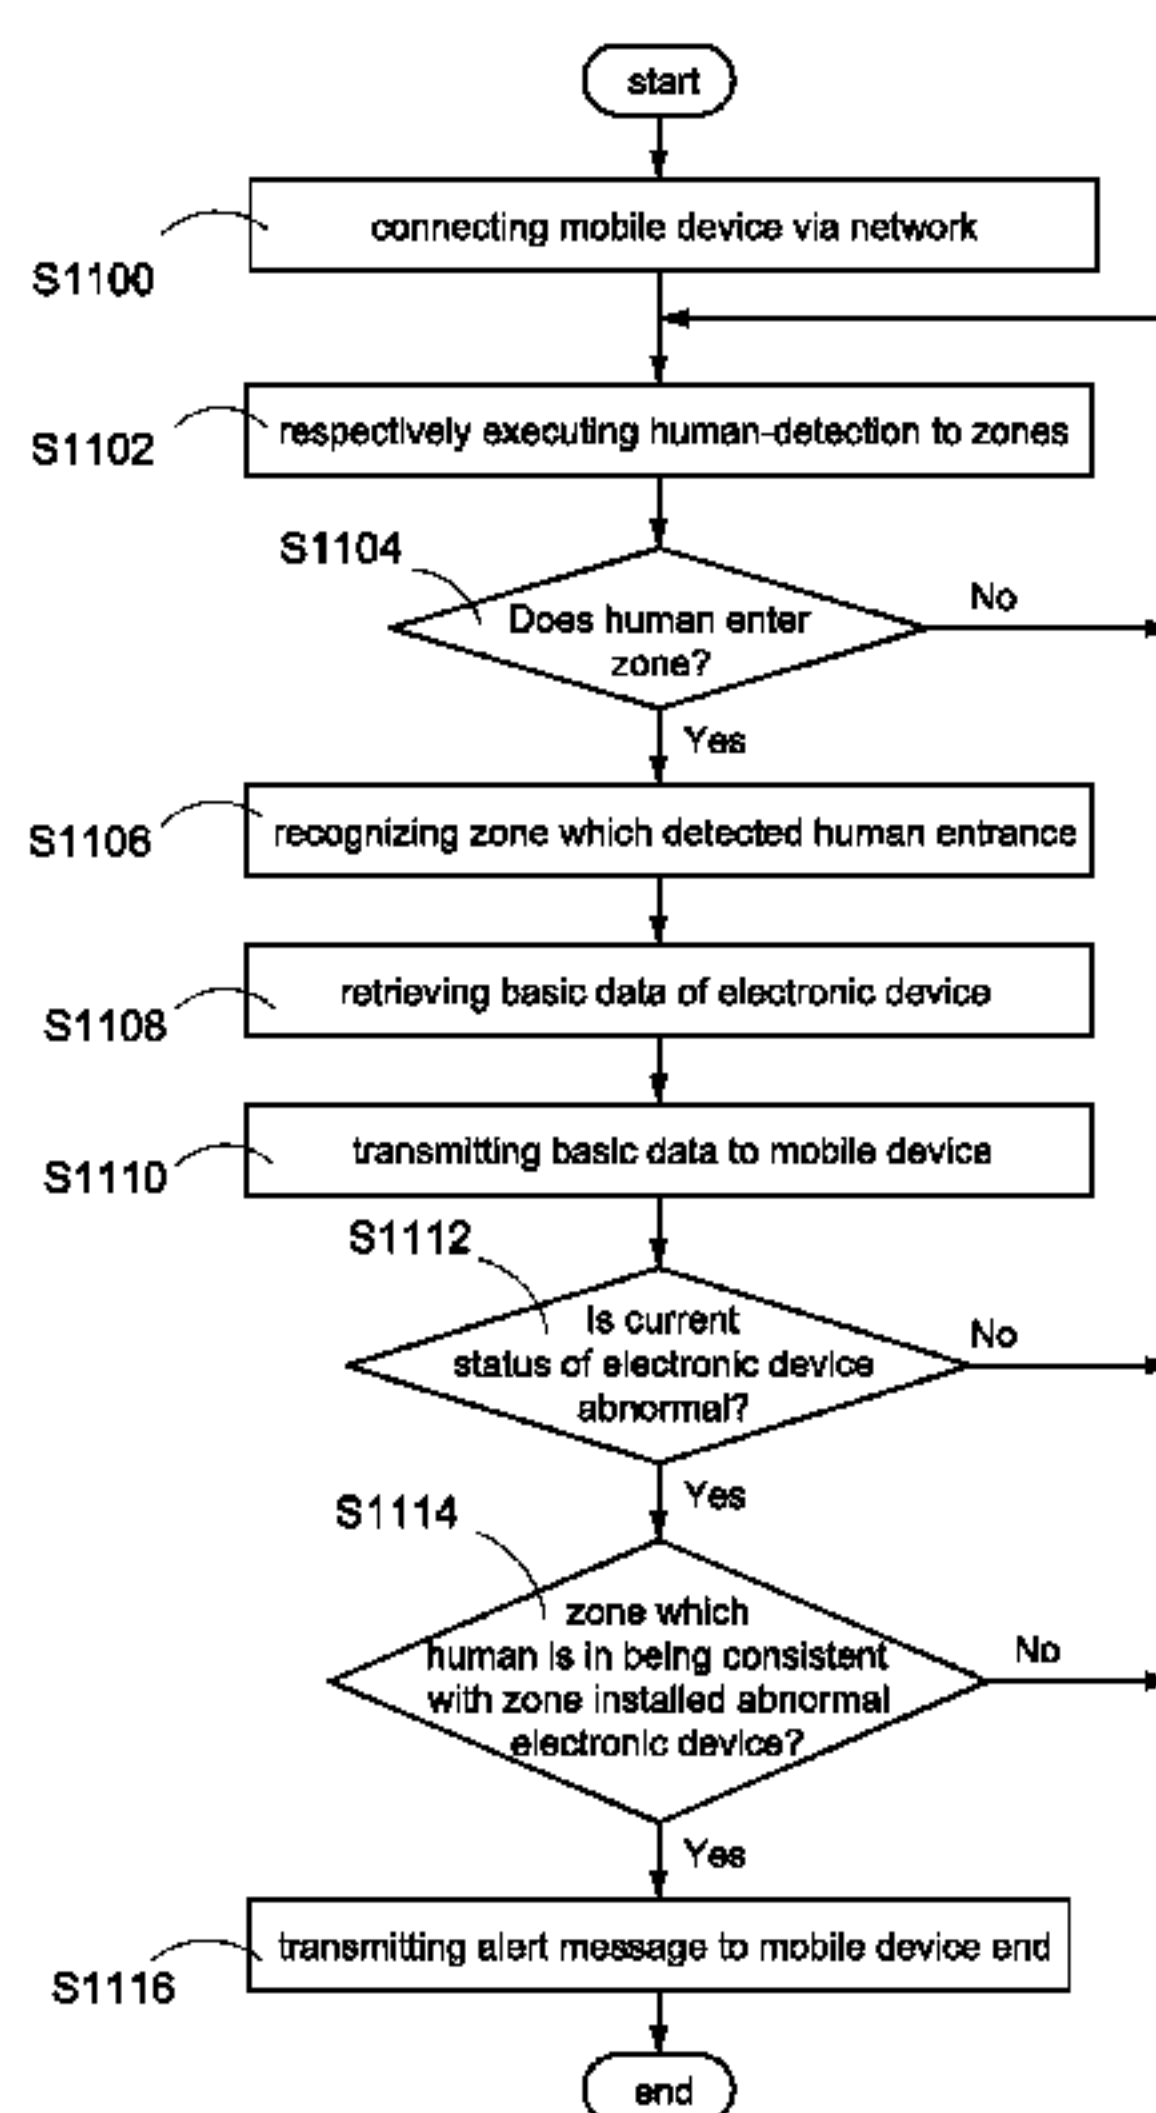 start
connecting mobile device via network
S1100
respectively executing human-detection to zones
S1102
S1104
Does human enter
zone?
No
Yes
recognizing zone which detected human entrance
S1106
retrieving basic data of electronic device
S1108
transmitting basic data to mobile device
S1110
S1112
Is current
status of electronic device
abnormal?
No
Yes
S1114
zone which
human is in being consistent
with zone installed abnormal
electronic device?
No
Yes
transmitting alert message to mobile device end
S1116
end